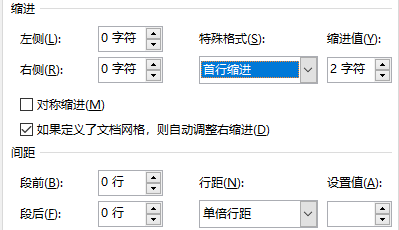 缩进
左侧(L): 0 字符 特殊格式(S): 缩进值(Y):
右侧(R): 0 字符 首行缩进 2 字符
对称缩进(M)
如果定义了文档网格，则自动调整右缩进(D)
间距
段前(B): 0 行 行距(N): 设置值(A):
段后(F): 0 行 单倍行距